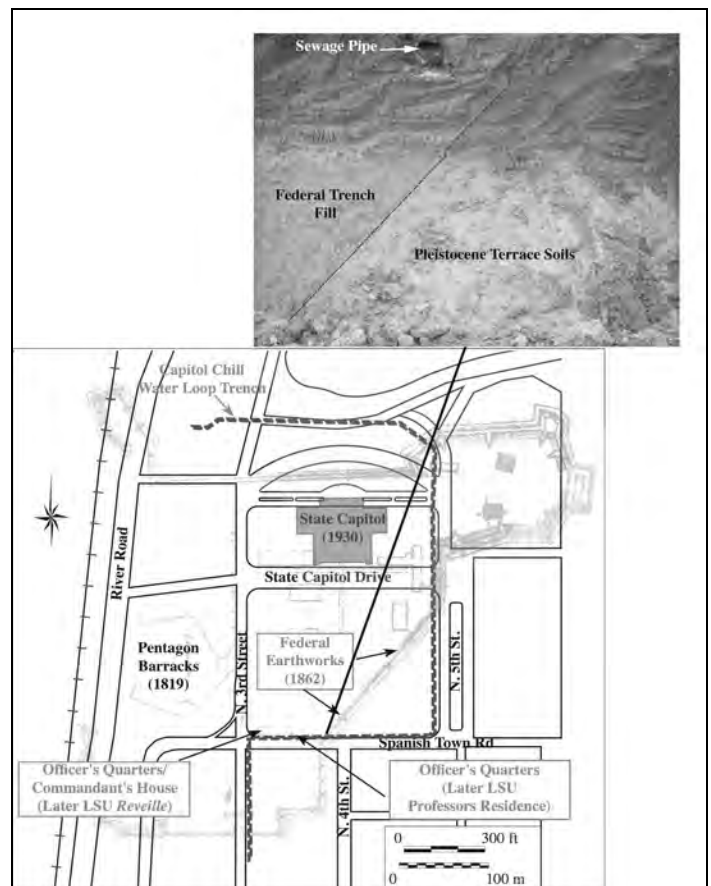 Sewage Pipe
Federal Trench
Fill
Pleistocene Terrace Soils
Capitol Chill
Water Loop Trench
River Road
State Capitol
(1930)
State Capitol Drive
Pentagon
Barracks
(1819)
N. 3rd Street
Federal
Earthworks
(1862)
N. 5th St.
Spanish Town Rd
Officer's Quarters/
Commandant's House
(Later LSU Reveille)
N. 4th St.
Officer's Quarters
(Later LSU
Professors Residence)
0 300 ft
0 100 m